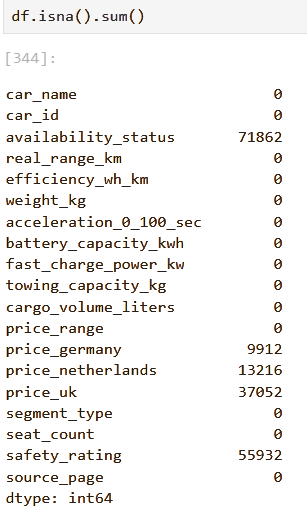 df.isna().sum()
[344]:
car_name 0
car_id 0
availability_status 71862
real_range_km 0
efficiency_wh_km 0
weight_kg 0
acceleration_0_100_sec 0
battery_capacity_kwh 0
fast_charge_power_kw 0
towing_capacity_kg 0
cargo_volume_liters 0
price_range 0
price_germany 9912
price_netherlands 13216
price_uk 37052
segment_type 0
seat_count 0
safety_rating 55932
source_page 0
dtype: int64